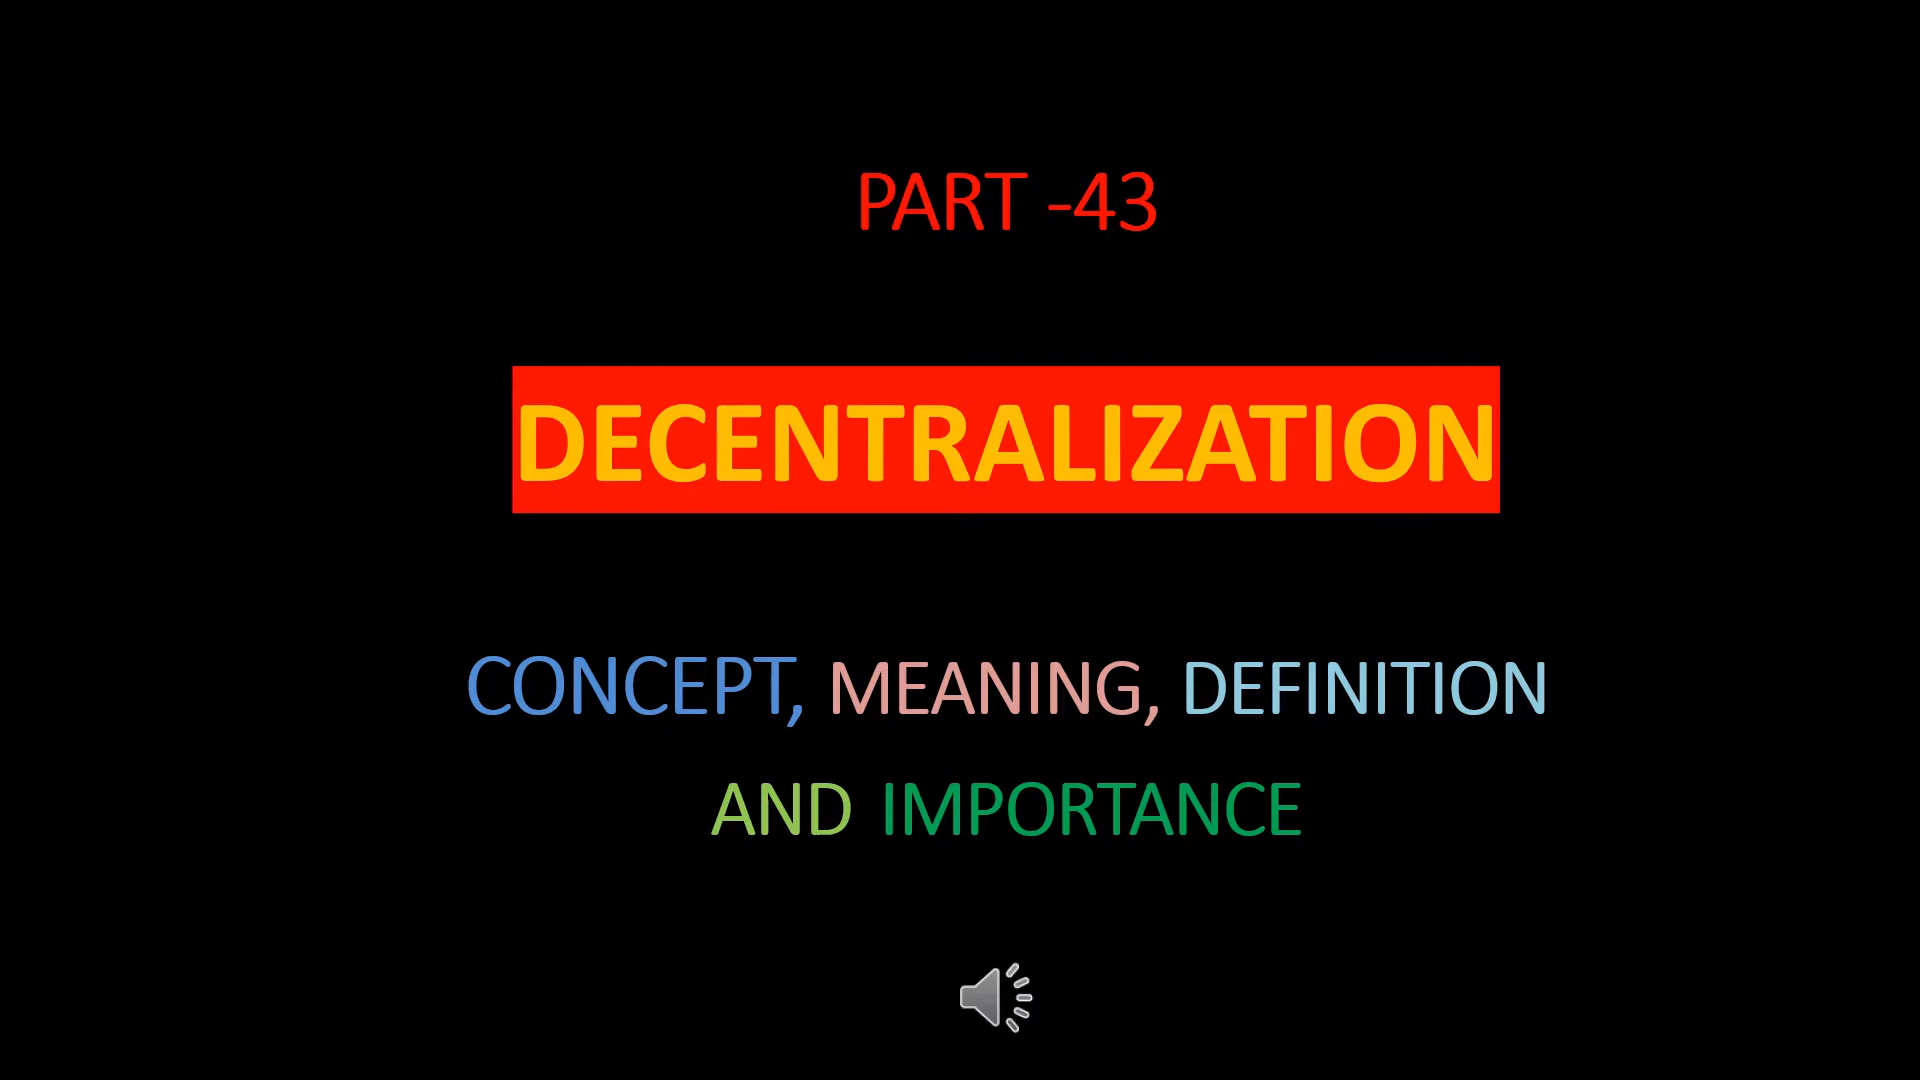 PART -43
DECENTRALIZATION
CONCEPT, MEANING, DEFINITION
AND IMPORTANCE